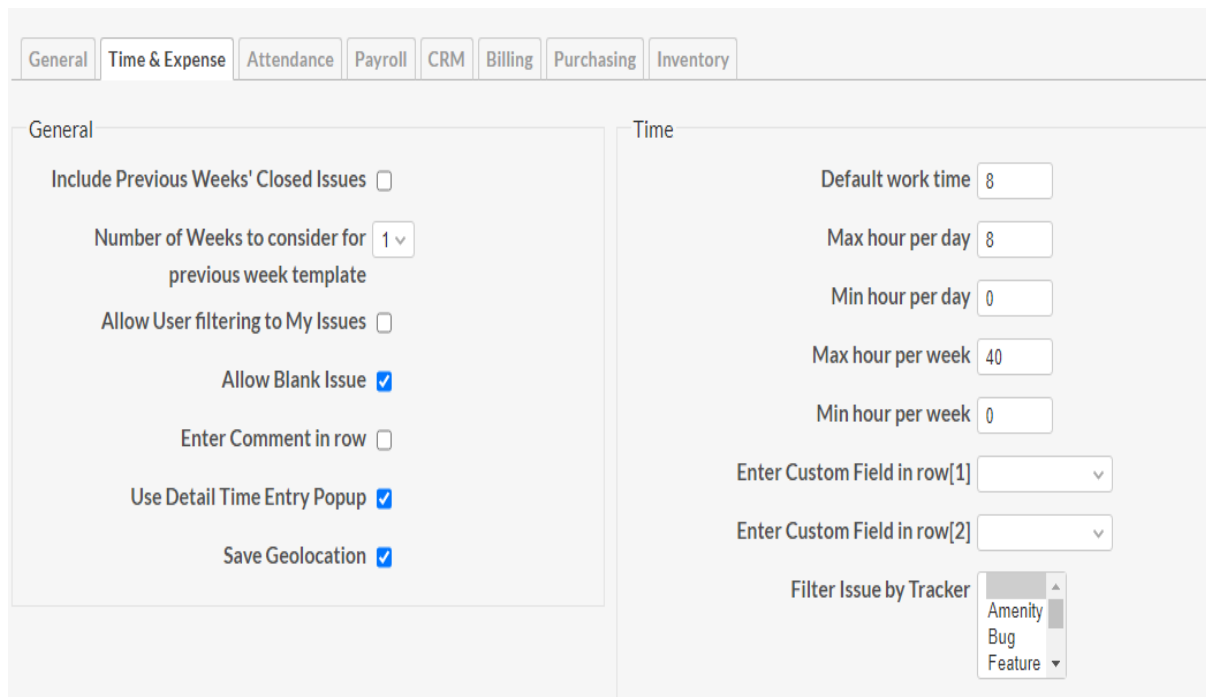 General Time & Expense Attendance Payroll CRM Billing Purchasing Inventory
General
Include Previous Weeks' Closed Issues
Number of Weeks to consider for 1
previous week template
Allow User filtering to My Issues
Allow Blank Issue
Enter Comment in row
Use Detail Time Entry Popup
Save Geolocation
Time
Default work time 8
Max hour per day 8
Min hour per day 0
Max hour per week 40
Min hour per week 0
Enter Custom Field in row[1]
Enter Custom Field in row[2]
Filter Issue by Tracker
Amenity
Bug
Feature